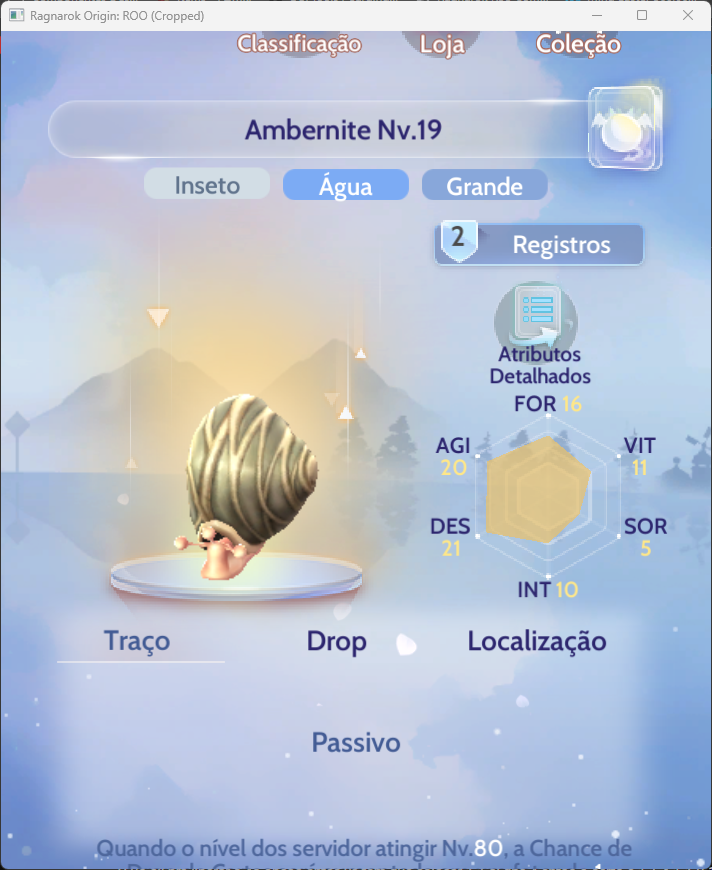 Ragnarok Origin: ROO (Cropped)
Classificação
Loja
Coleção
Ambernite Nv.19
Inseto
Água
Grande
2
Registros
Atributos
Detalhados
FOR 16
AGI
20
VIT
11
DES
21
SOR
5
INT 10
Traço
Drop
Localização
Passivo
Quando o nível dos servidor atingir Nv.80, a Chance de